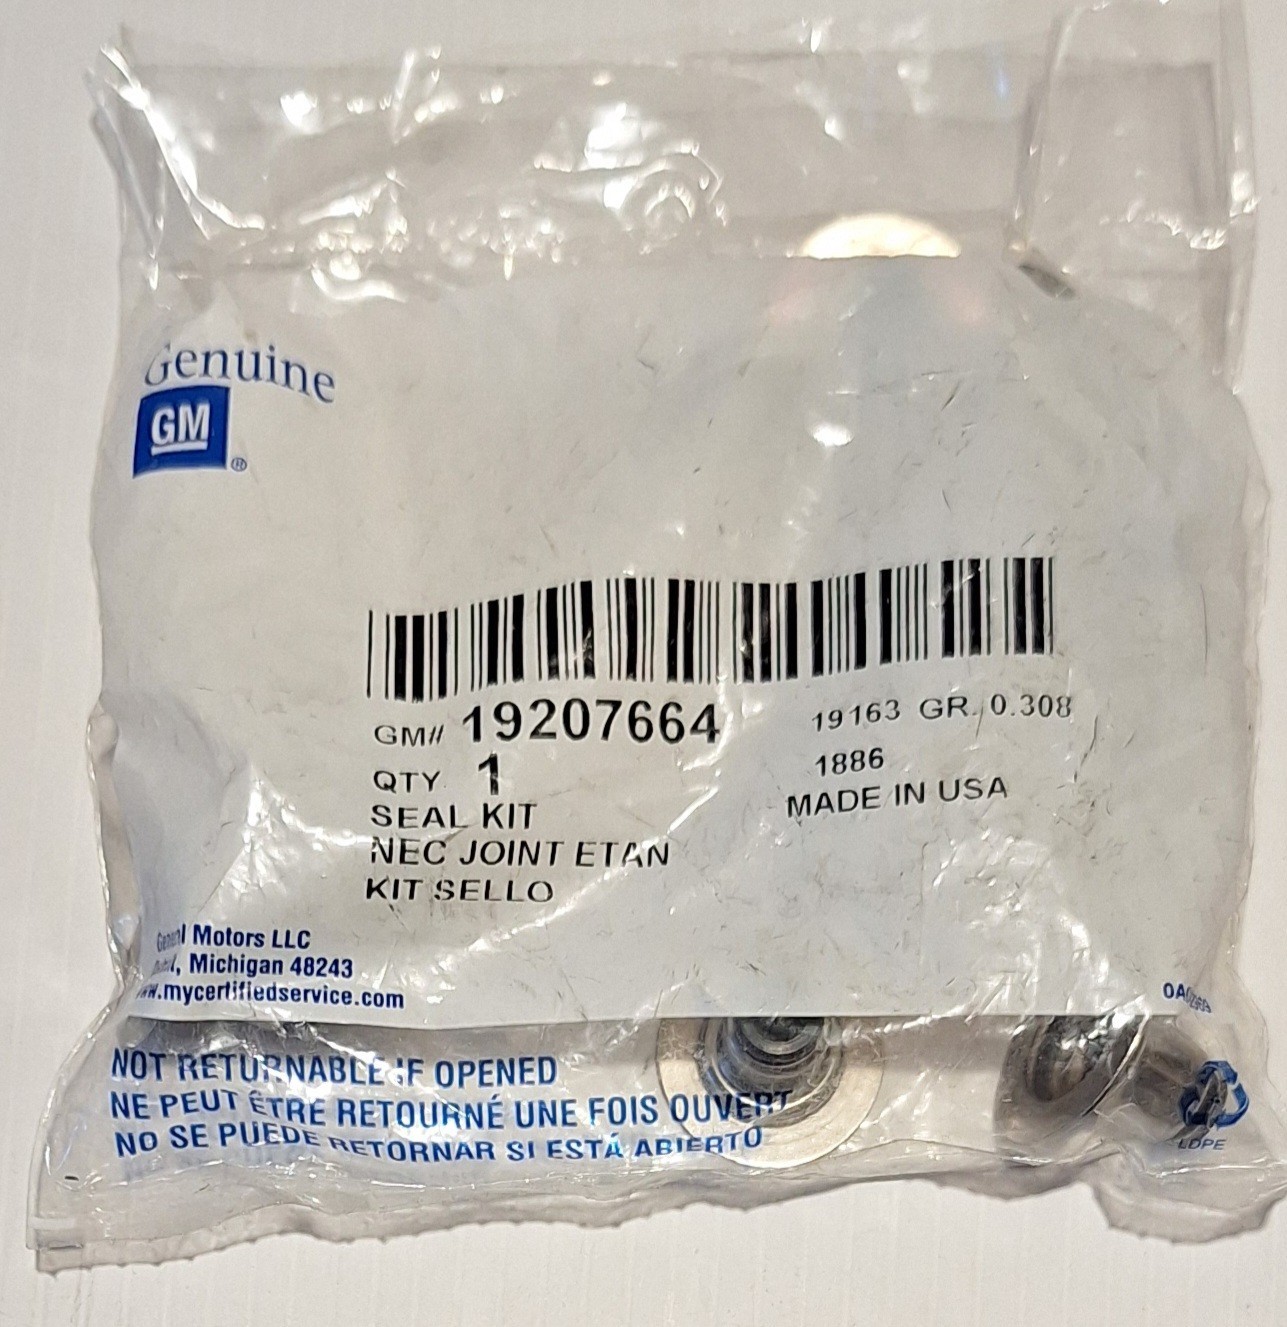 Genuine
GM
®
GM# 19207664
19163 GR. 0.308
QTY 1
1886
SEAL KIT
MADE IN USA
NEC JOINT ETAN
KIT SELLO
Motors LLC
Michigan 48243
.mycertifiedservice.com
NOT RETURNABLE IF OPENED
NE PEUT ÊTRE RETOURNÉ UNE FOIS OUVERT
NO SE PUEDE RETORNAR SI ESTÁ ABIERTO
LDPE